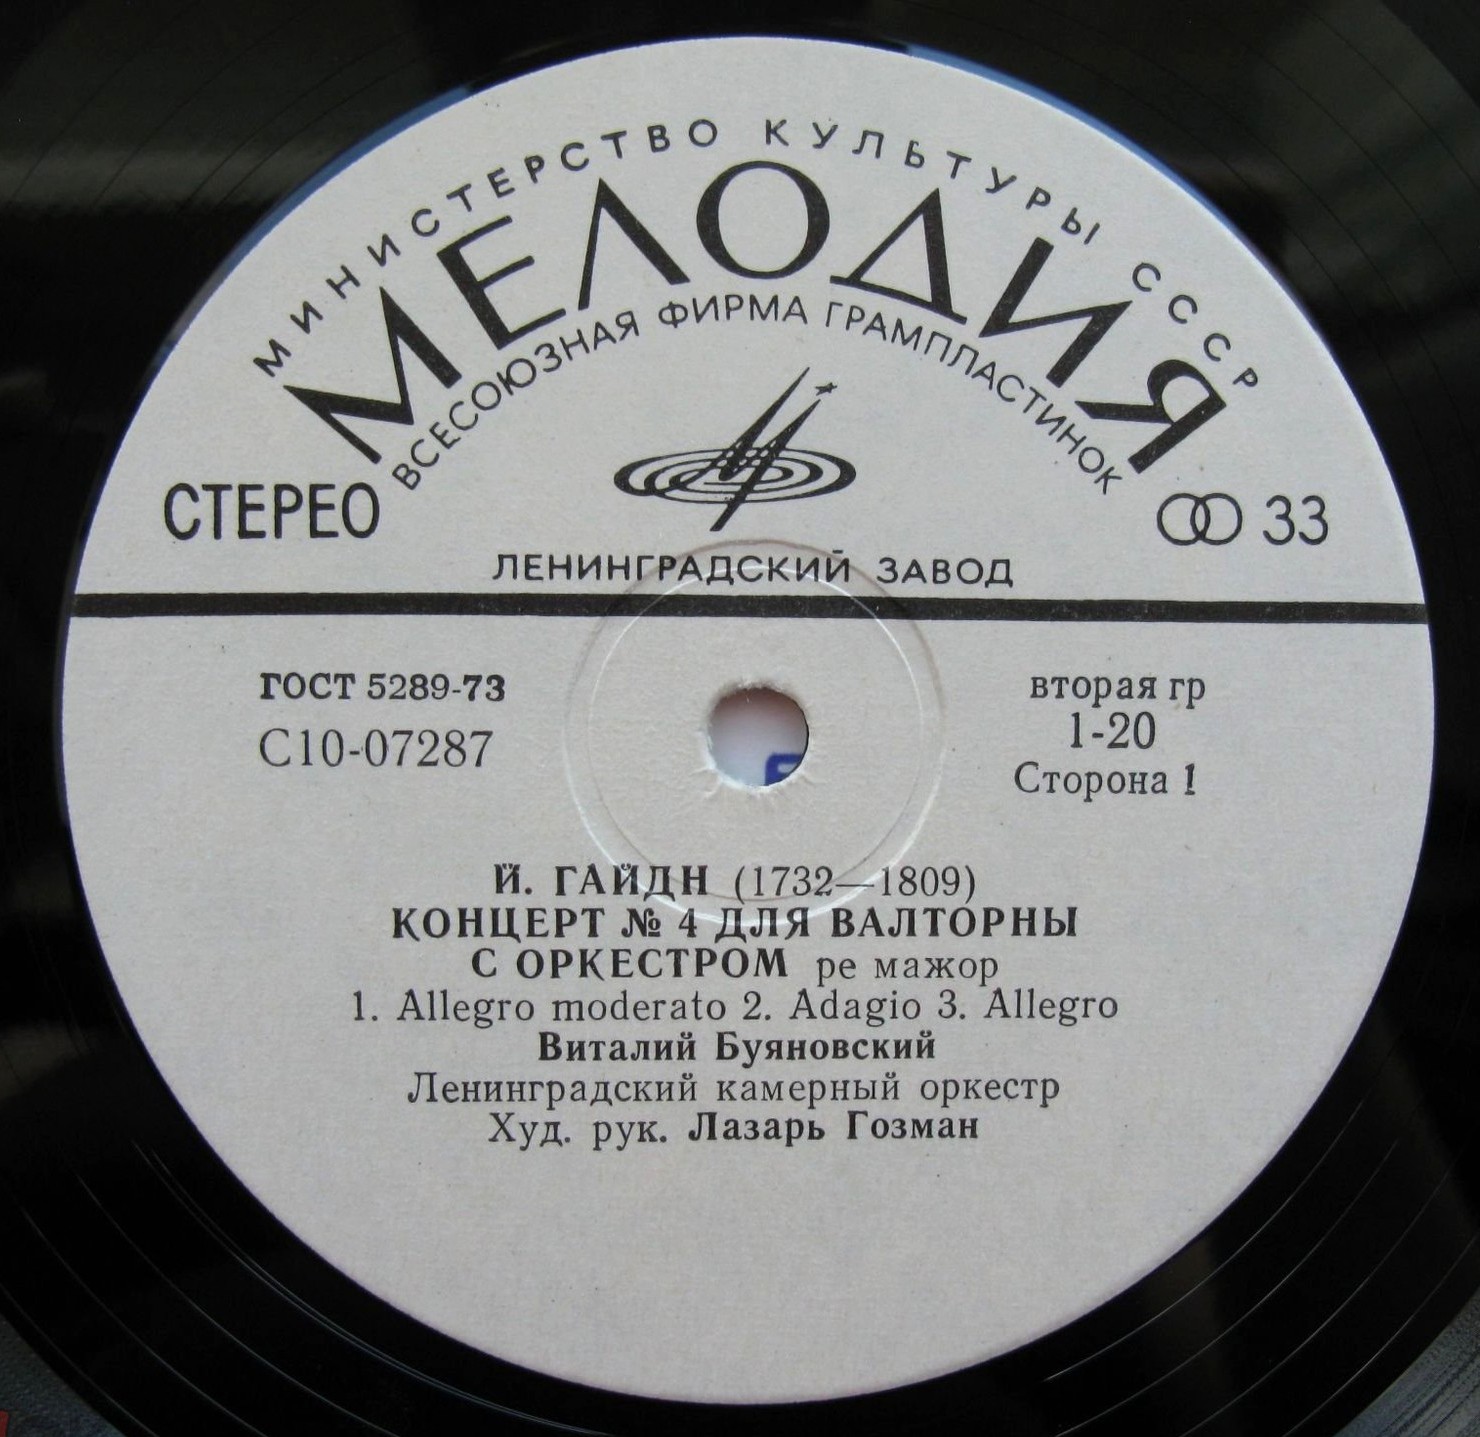 МИНИСТЕРСТВО КУЛЬТУРЫ СССР
МЕЛОДИЯ
ВСЕСОЮЗНАЯ ФИРМА ГРАМПЛАСТИНОК
СТЕРЕО
33
ЛЕНИНГРАДСКИЙ ЗАВОД
ГОСТ 5289-73
С10-07287
вторая гр
1-20
Сторона 1
Й. ГАЙДН (1732—1809)
КОНЦЕРТ № 4 ДЛЯ ВАЛТОРНЫ
С ОРКЕСТРОМ ре мажор
1. Allegro moderato 2. Adagio 3. Allegro
Виталий Буяновский
Ленинградский камерный оркестр
Худ. рук. Лазарь Гозман